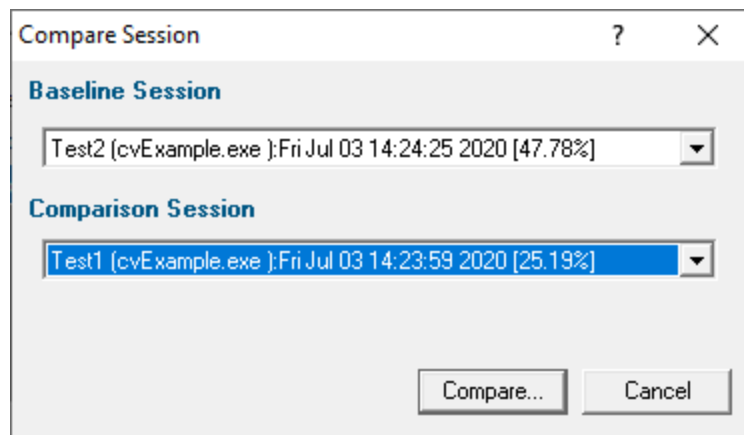 Compare Session ?
Baseline Session
Test2 (cvExample.exe ):Fri Jul 03 14:24:25 2020 [47.78%]
Comparison Session
Test1 (cvExample.exe ):Fri Jul 03 14:23:59 2020 [25.19%]
Compare... Cancel